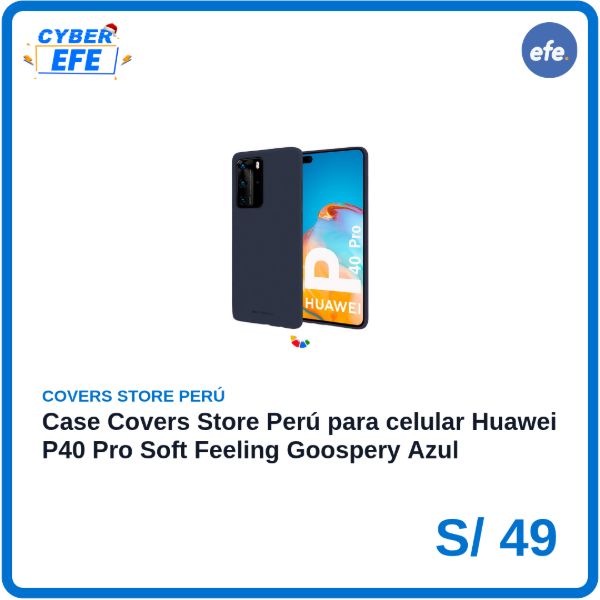 CYBER
EFE
efe.
P40 Pro
HUAWEI
COVERS STORE PERÚ
Case Covers Store Perú para celular Huawei
P40 Pro Soft Feeling Goospery Azul
S/ 49